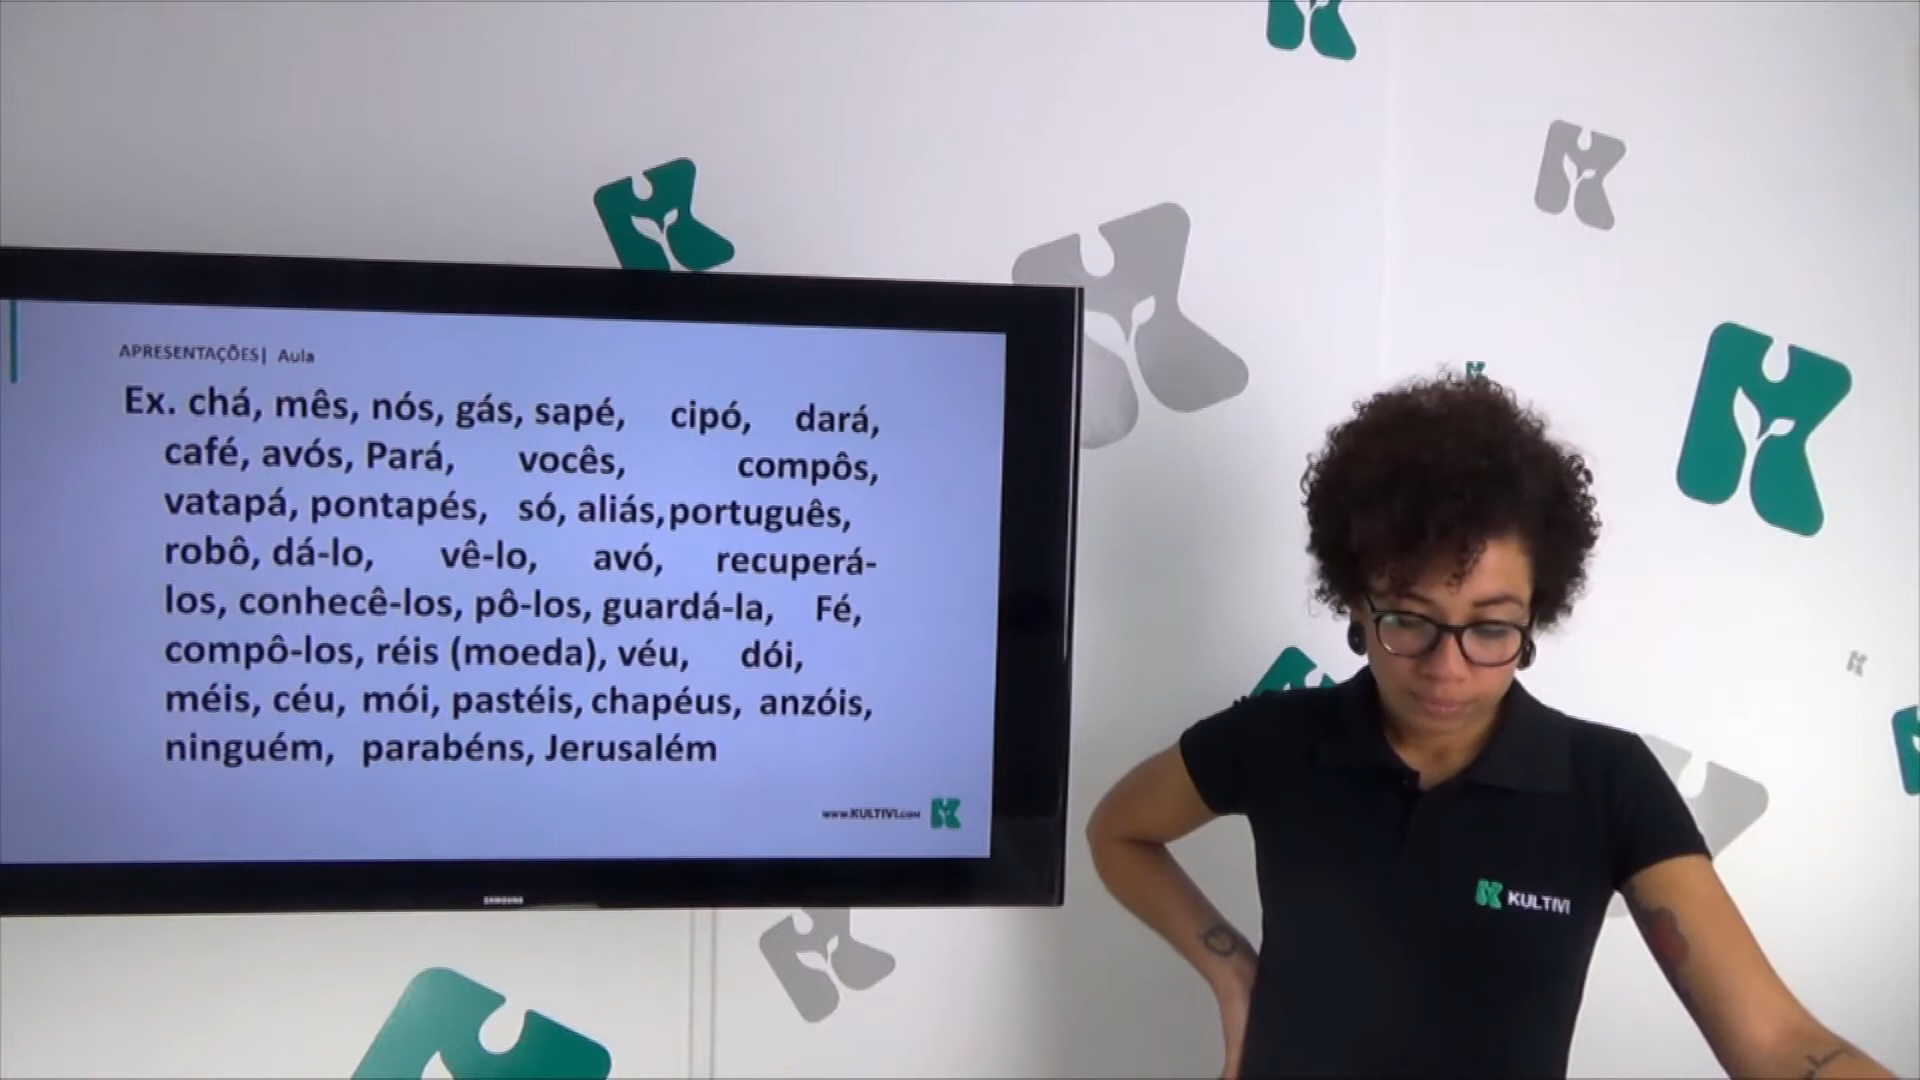 APRESENTAÇÕES| Aula
Ex. chá, mês, nós, gás, sapé, cipó, dará,
café, avós, Pará, vocês, compôs,
vatapá, pontapés, só, aliás, português,
robô, dá-lo, vê-lo, avó, recuperá-
los, conhecê-los, pô-los, guardá-la, Fé,
compô-los, réis (moeda), véu, dói,
méis, céu, mói, pastéis, chapéus, anzóis,
ninguém, parabéns, Jerusalém
www.KULTIVI.com
SAMSUNG
KULTIVI